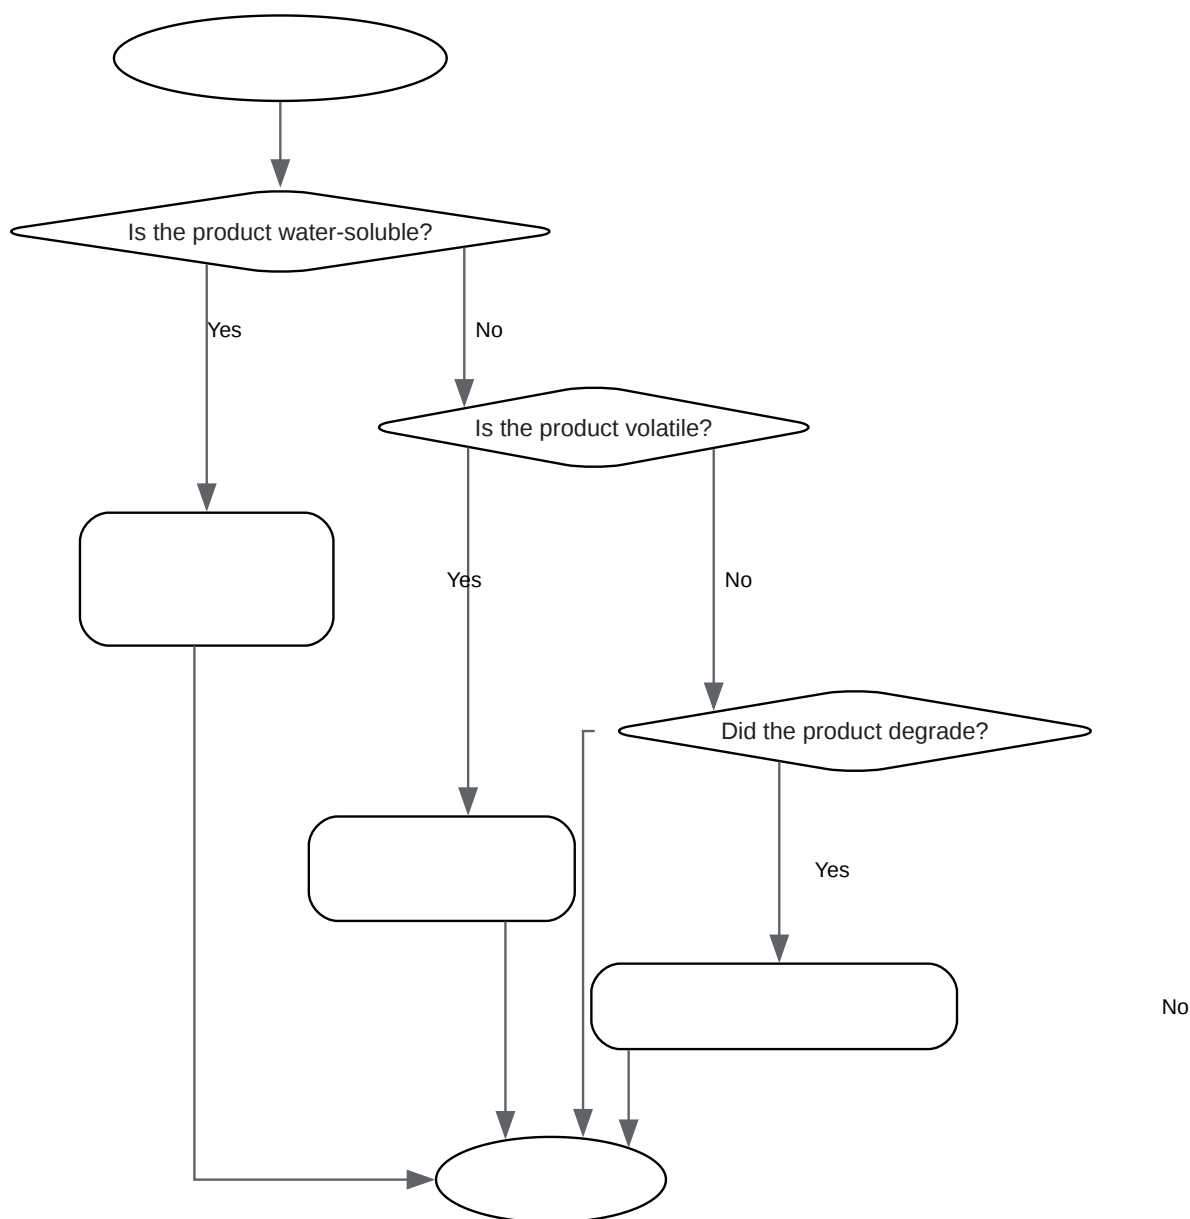 Is the product water-soluble?
Yes
No
Is the product volatile?
Yes
No
Did the product degrade?
Yes
No